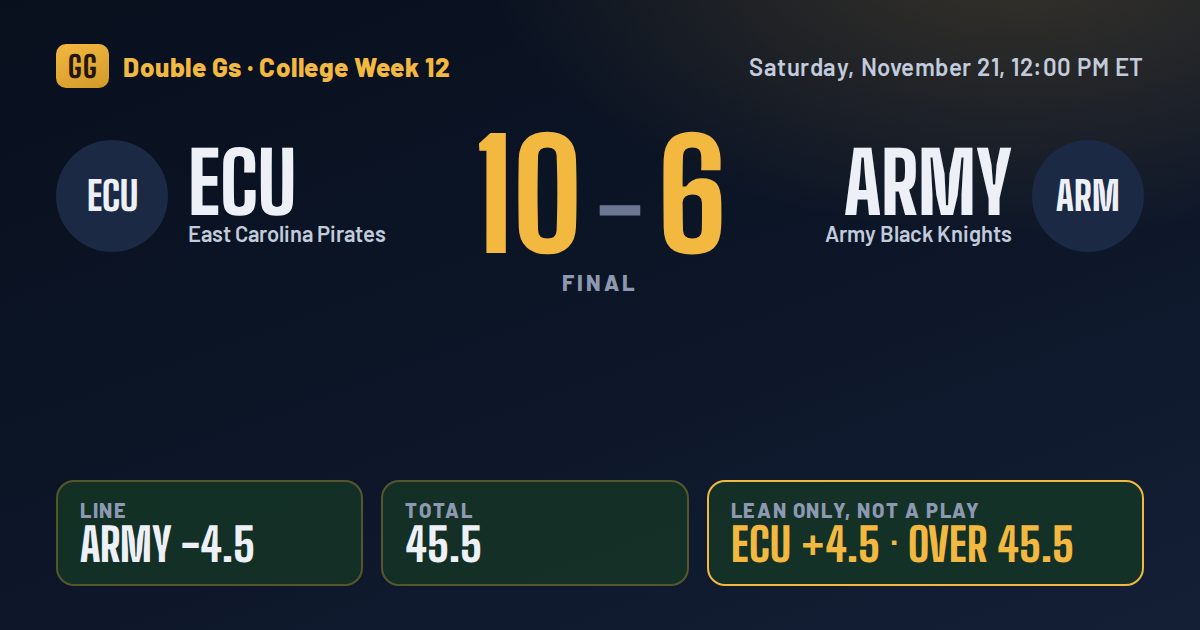 GG Double Gs · College Week 12
Saturday, November 21, 12:00 PM ET
ECU
ECU
East Carolina Pirates
10 – 6
FINAL
ARMY
Army Black Knights
ARM
LINE
ARMY −4.5
TOTAL
45.5
LEAN ONLY, NOT A PLAY
ECU +4.5 · OVER 45.5